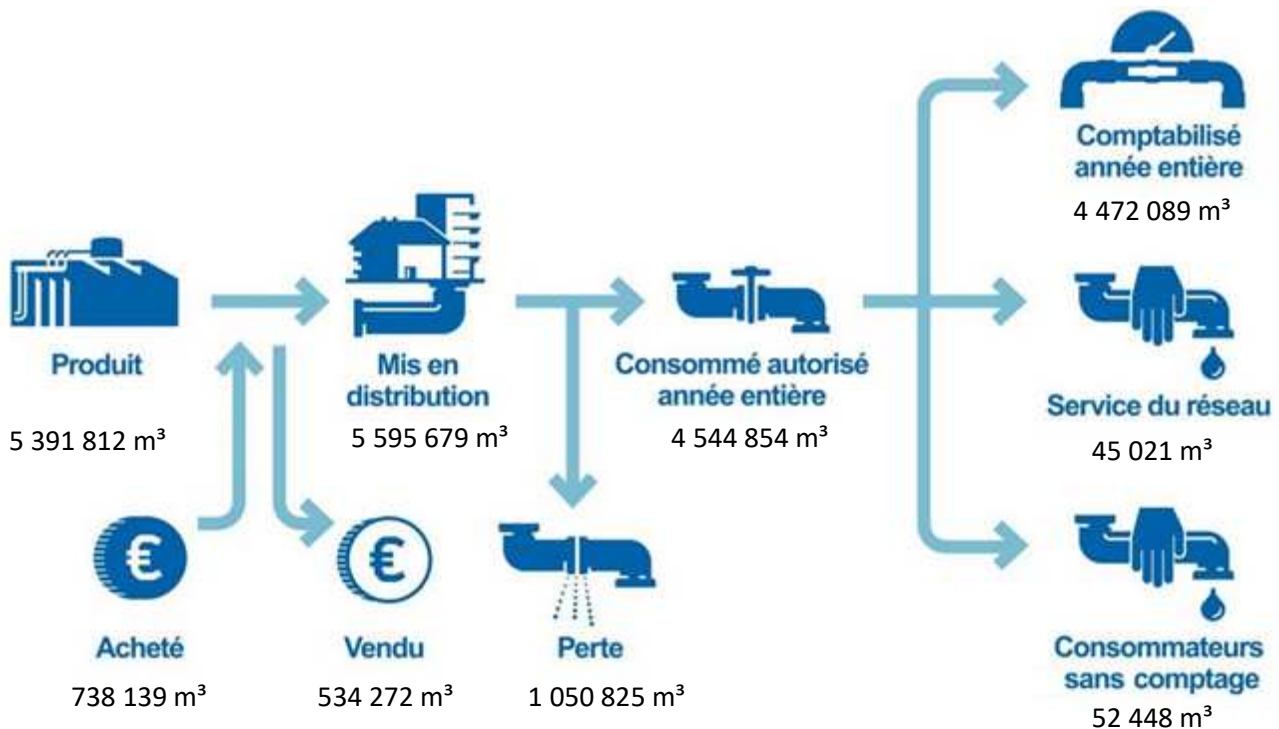 Comptabilisé
année entière
4 472 089 m³
Produit
5 391 812 m³
Mis en
distribution
5 595 679 m³
Consommé autorisé
année entière
4 544 854 m³
Service du réseau
45 021 m³
€
Acheté
738 139 m³
€
Vendu
534 272 m³
Perte
1 050 825 m³
Consommateurs
sans comptage
52 448 m³